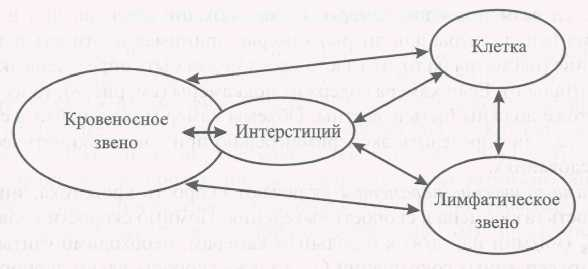 Клетка
Кровеносное
звено
Интерстиций
Лимфатическое
звено